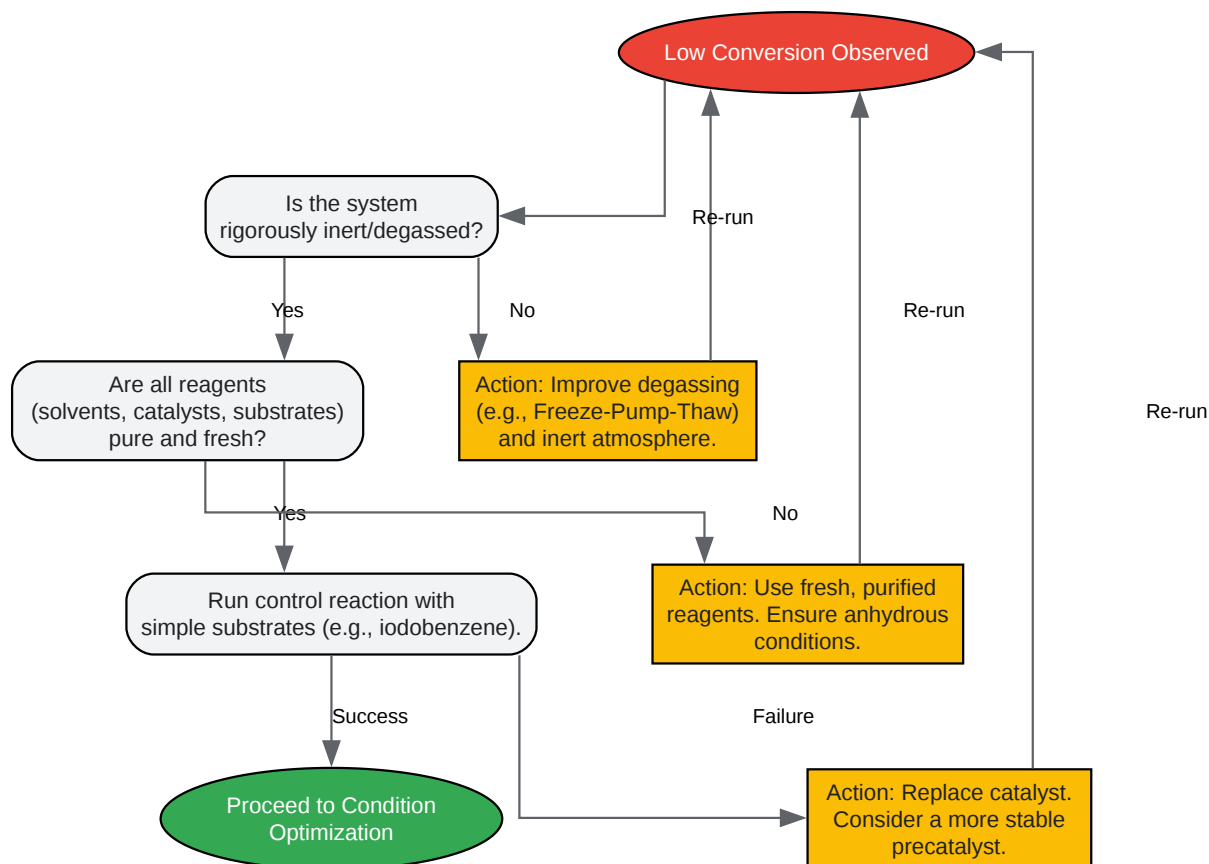 Low Conversion Observed
Is the system
rigorously inert/degassed?
Re-run
Yes
No
Re-run
Are all reagents
(solvents, catalysts, substrates)
pure and fresh?
Action: Improve degassing
(e.g., Freeze-Pump-Thaw)
and inert atmosphere.
Re-run
Yes
No
Run control reaction with
simple substrates (e.g., iodobenzene).
Action: Use fresh, purified
reagents. Ensure anhydrous
conditions.
Success
Failure
Proceed to Condition
Optimization
Action: Replace catalyst.
Consider a more stable
precatalyst.